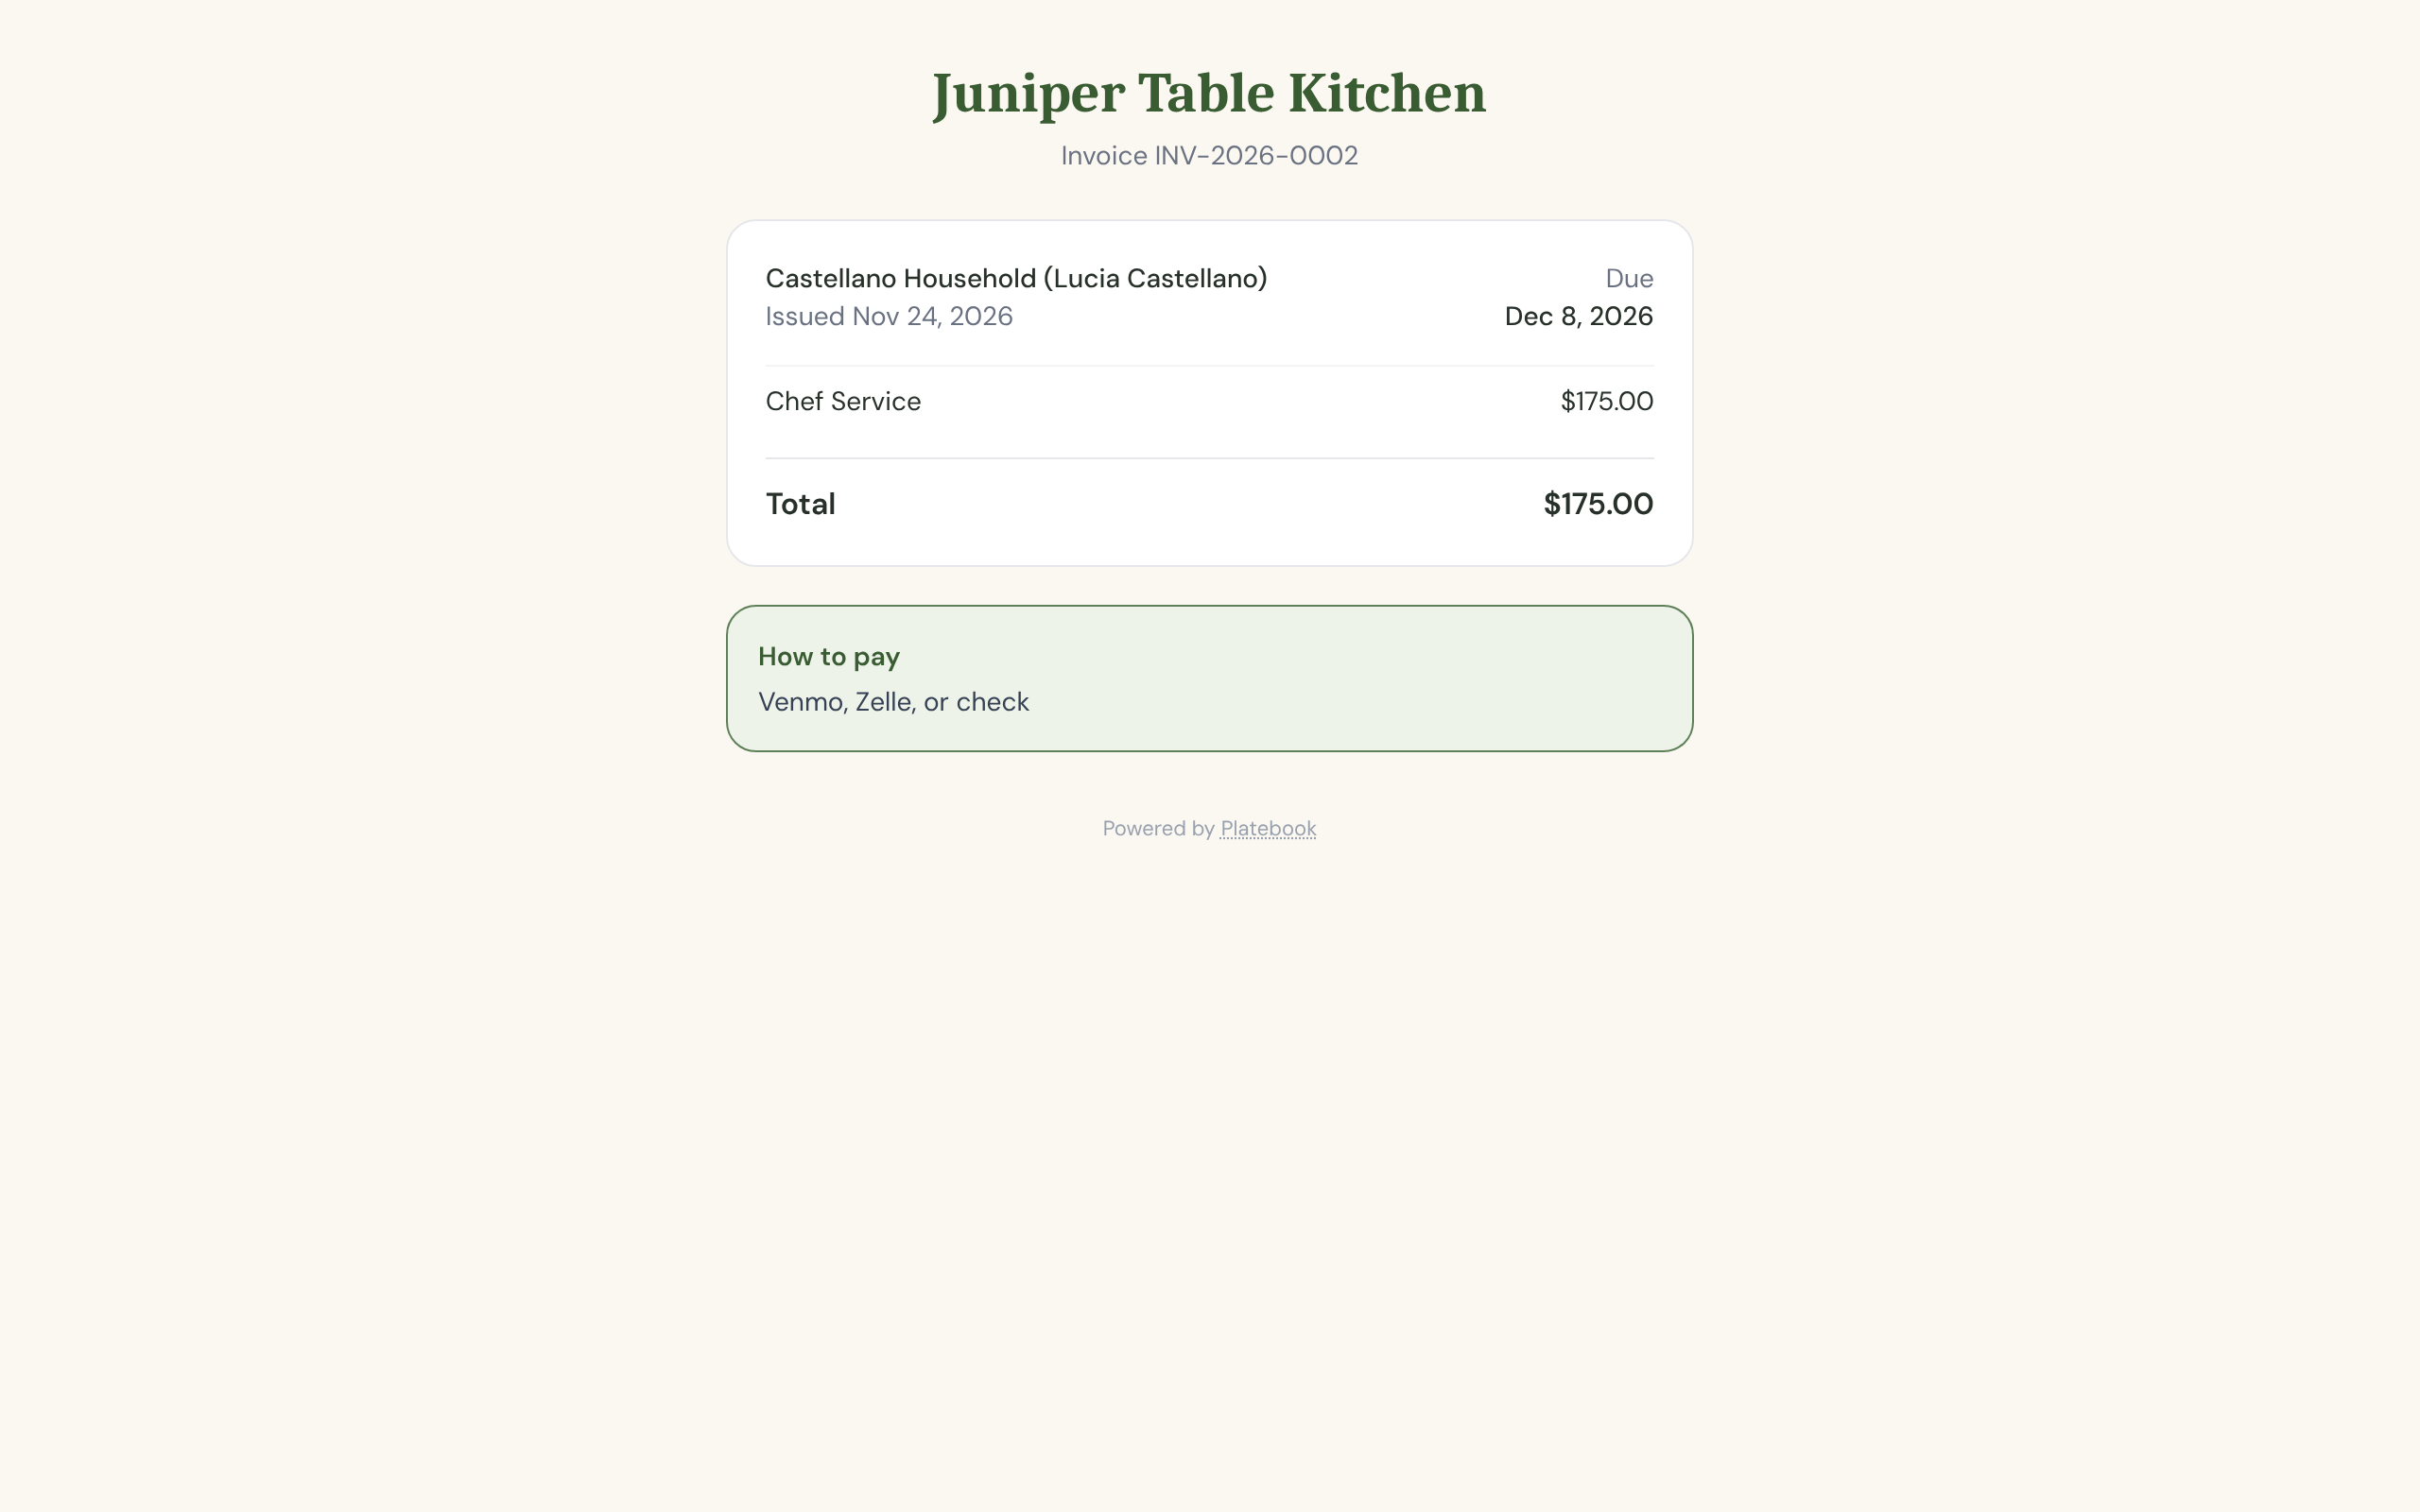 Juniper Table Kitchen
Invoice INV-2026-0002
Castellano Household (Lucia Castellano)
Due
Issued Nov 24, 2026
Dec 8, 2026
Chef Service
$175.00
Total
$175.00
How to pay
Venmo, Zelle, or check
Powered by Platebook